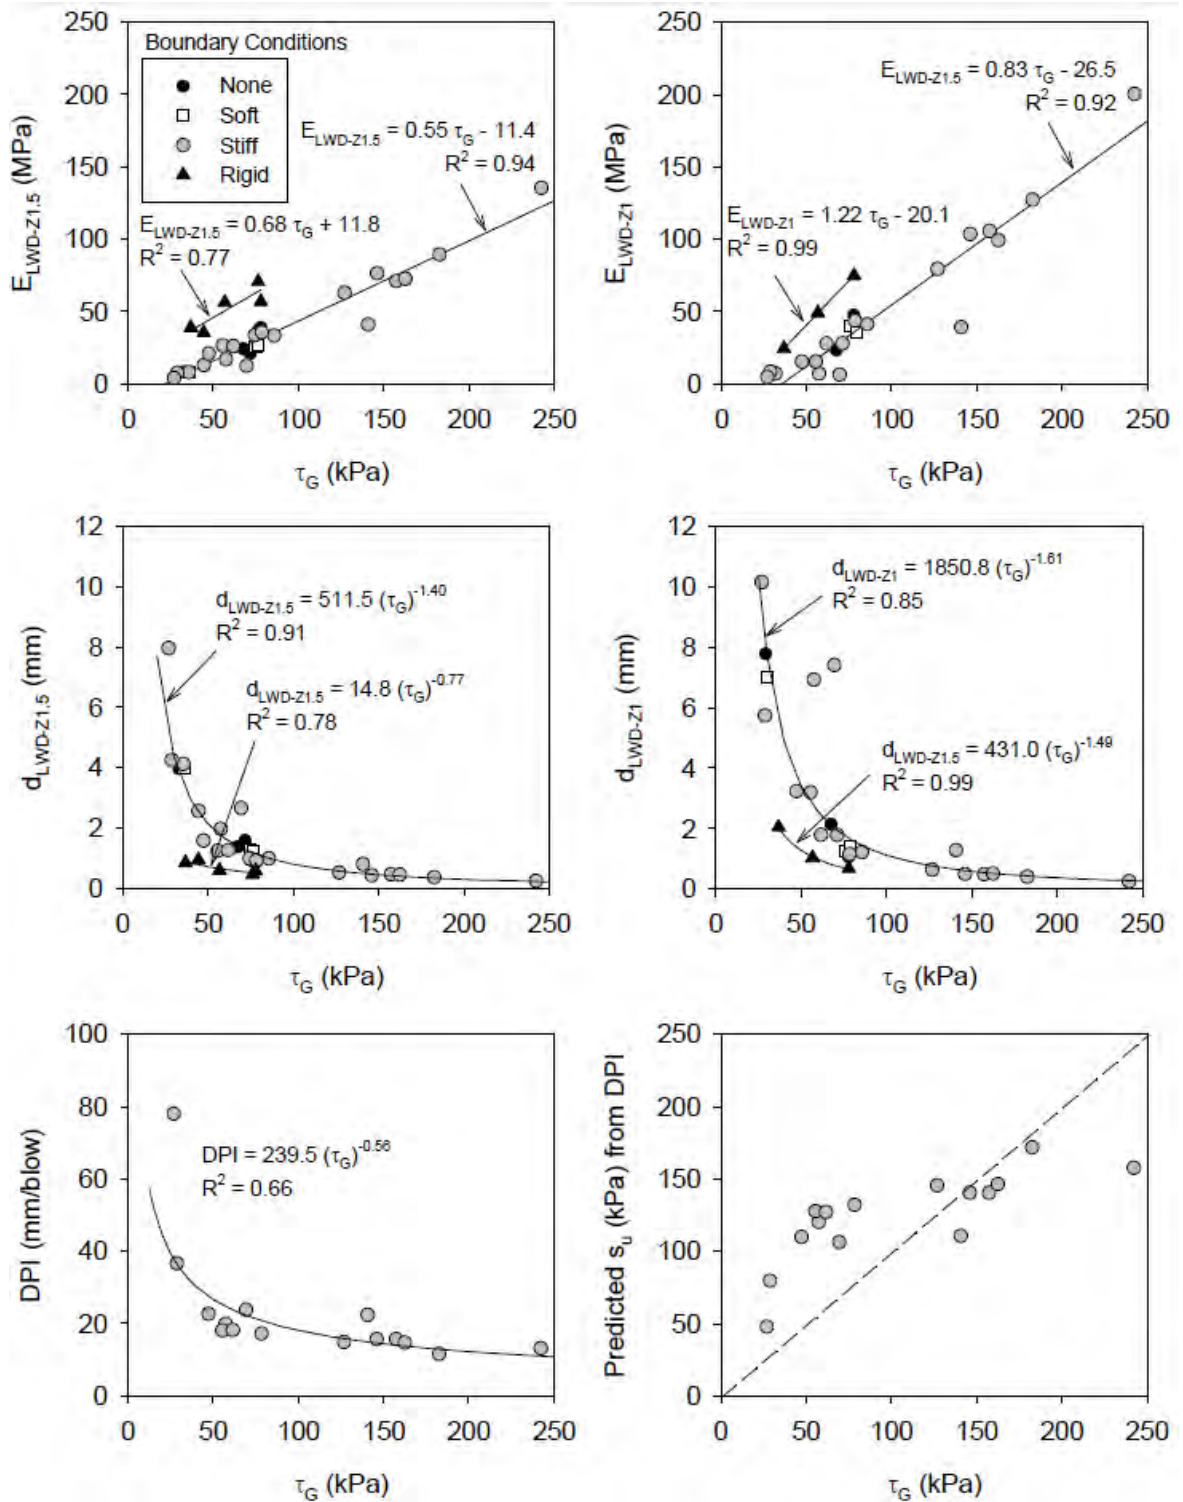 250
200
150
100
50
0
E_LWD-Z1.5 (MPa)
Boundary Conditions
None
Soft
Stiff
Rigid
E_LWD-Z1.5 = 0.55 τ_G - 11.4
R² = 0.94
E_LWD-Z1.5 = 0.68 τ_G + 11.8
R² = 0.77
0 50 100 150 200 250
τ_G (kPa)
250
200
150
100
50
0
E_LWD-Z1 (MPa)
E_LWD-Z1.5 = 0.83 τ_G - 26.5
R² = 0.92
E_LWD-Z1 = 1.22 τ_G - 20.1
R² = 0.99
0 50 100 150 200 250
τ_G (kPa)
12
10
8
6
4
2
0
d_LWD-Z1.5 (mm)
d_LWD-Z1.5 = 511.5 (τ_G)^-1.40
R² = 0.91
d_LWD-Z1.5 = 14.8 (τ_G)^-0.77
R² = 0.78
0 50 100 150 200 250
τ_G (kPa)
12
10
8
6
4
2
0
d_LWD-Z1 (mm)
d_LWD-Z1 = 1850.8 (τ_G)^-1.61
R² = 0.85
d_LWD-Z1.5 = 431.0 (τ_G)^-1.49
R² = 0.99
0 50 100 150 200 250
τ_G (kPa)
100
80
60
40
20
0
DPI (mm/blow)
DPI = 239.5 (τ_G)^-0.56
R² = 0.66
0 50 100 150 200 250
τ_G (kPa)
250
200
150
100
50
0
Predicted s_u (kPa) from DPI
0 50 100 150 200 250
τ_G (kPa)